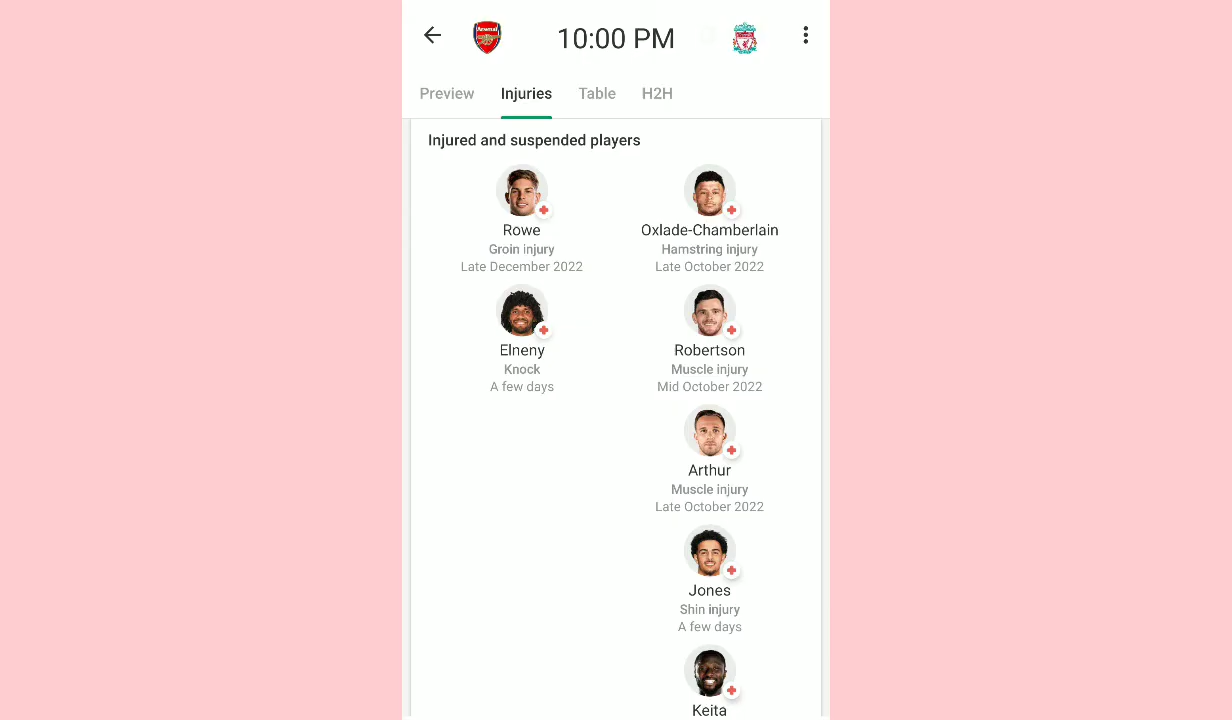 10:00 PM
Preview Injuries Table H2H
Injured and suspended players
Rowe
Groin injury
Late December 2022
Oxlade-Chamberlain
Hamstring injury
Late October 2022
Elneny
Knock
A few days
Robertson
Muscle injury
Mid October 2022
Arthur
Muscle injury
Late October 2022
Jones
Shin injury
A few days
Keita